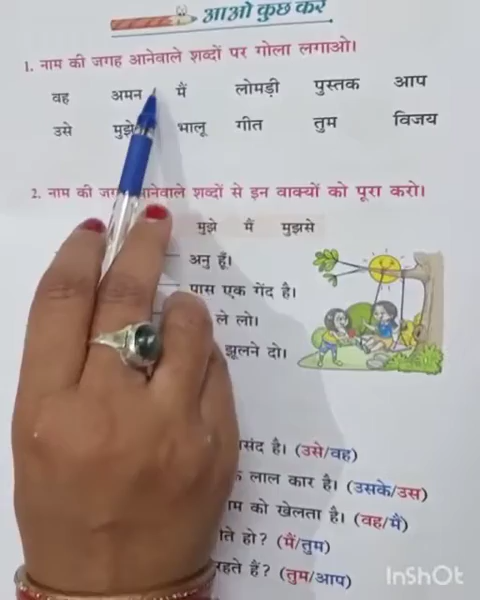 आओ कुछ करें
1. नाम की जगह आनेवाले शब्दों पर गोला लगाओ।
वह अमन मैं लोमड़ी पुस्तक आप
उसे मुझे भालू गीत तुम विजय
2. नाम की जगह आनेवाले शब्दों से इन वाक्यों को पूरा करो।
मुझे मैं मुझसे
अनु हूँ।
पास एक गेंद है।
ले लो।
झूलने दो।
है। (उसे/वह)
लाल कार है। (उसके/उस)
को खेलता है। (वह/मैं)
हो? (मैं/तुम)
रहते हैं? (तुम/आप)
InShOt